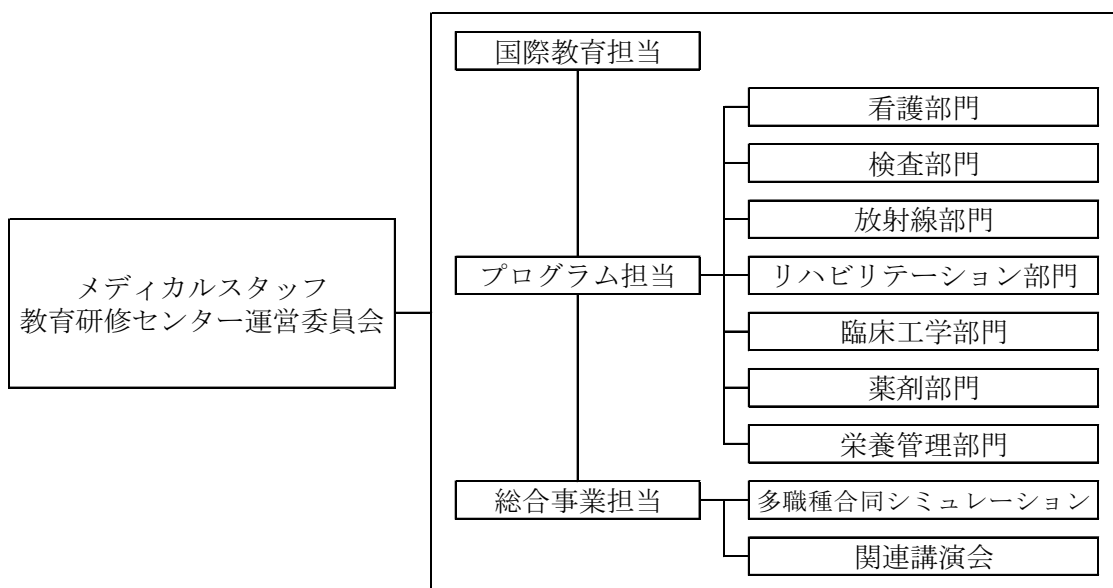 メディカルスタッフ
教育研修センター運営委員会
国際教育担当
プログラム担当
看護部門
検査部門
放射線部門
リハビリテーション部門
臨床工学部門
薬剤部門
栄養管理部門
総合事業担当
多職種合同シミュレーション
関連講演会